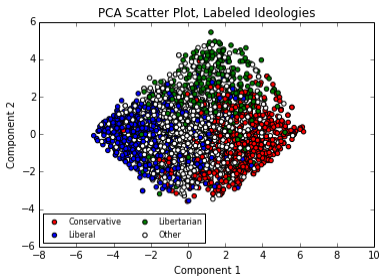 PCA Scatter Plot, Labeled Ideologies
6
4
2
0
−2
−4
−6
Component 2
Conservative
Liberal
Libertarian
Other
−8 −6 −4 −2 0 2 4 6 8 10
Component 1